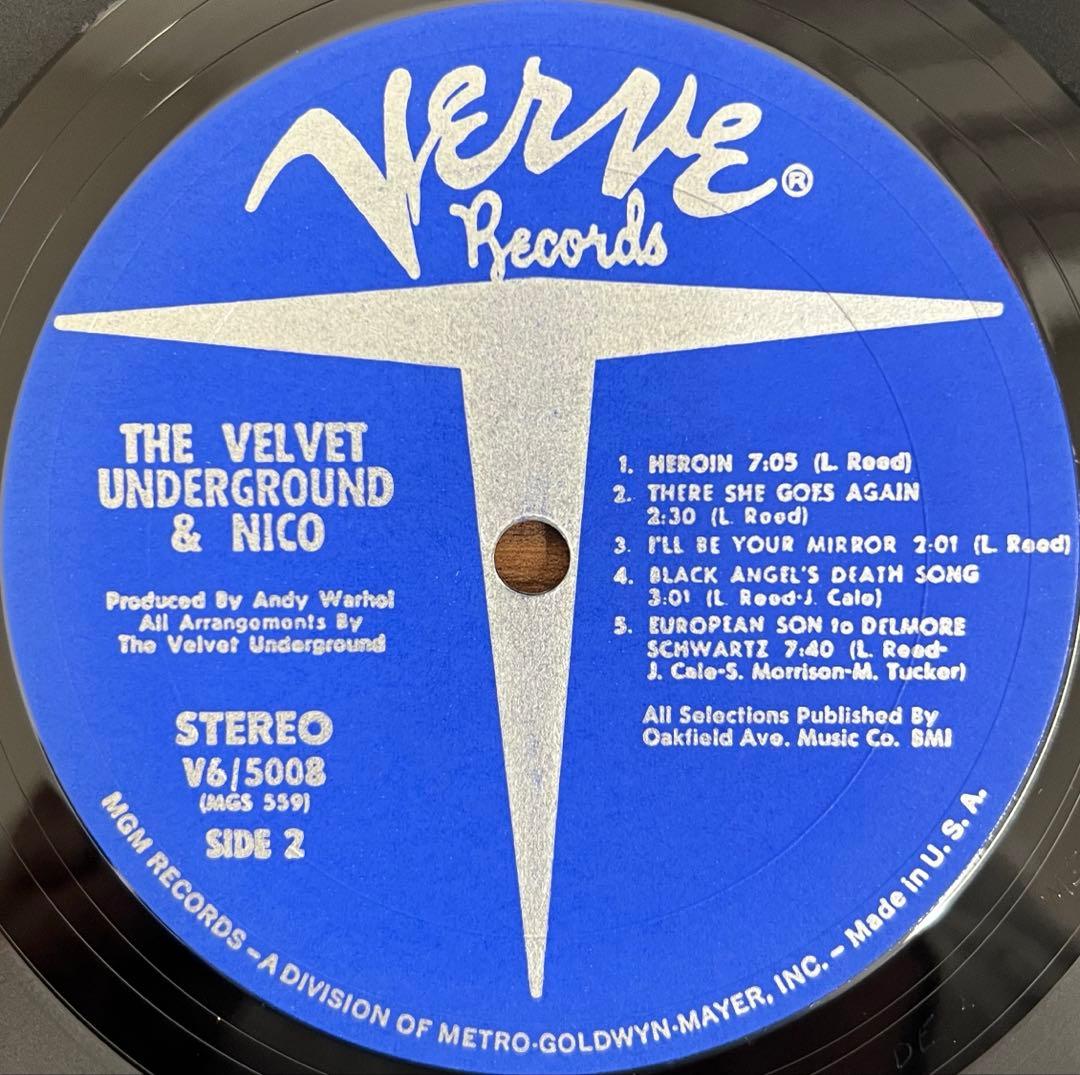 Verve®
Records
THE VELVET
UNDERGROUND
& NICO
Produced By Andy Warhol
All Arrangements By
The Velvet Underground
STEREO
V6/5008
(MGS 559)
SIDE 2
1. HEROIN 7:05 (L. Reed)
2. THERE SHE GOES AGAIN
2:30 (L. Reed)
3. I'LL BE YOUR MIRROR 2:01 (L. Reed)
4. BLACK ANGEL'S DEATH SONG
3:01 (L. Reed-J. Cale)
5. EUROPEAN SON to DELMORE
SCHWARTZ 7:40 (L. Reed-
J. Cale-S. Morrison-M. Tucker)
All Selections Published By
Oakfield Ave. Music Co. BMI
MGM RECORDS – A DIVISION OF METRO-GOLDWYN-MAYER, INC. – Made in U. S. A.